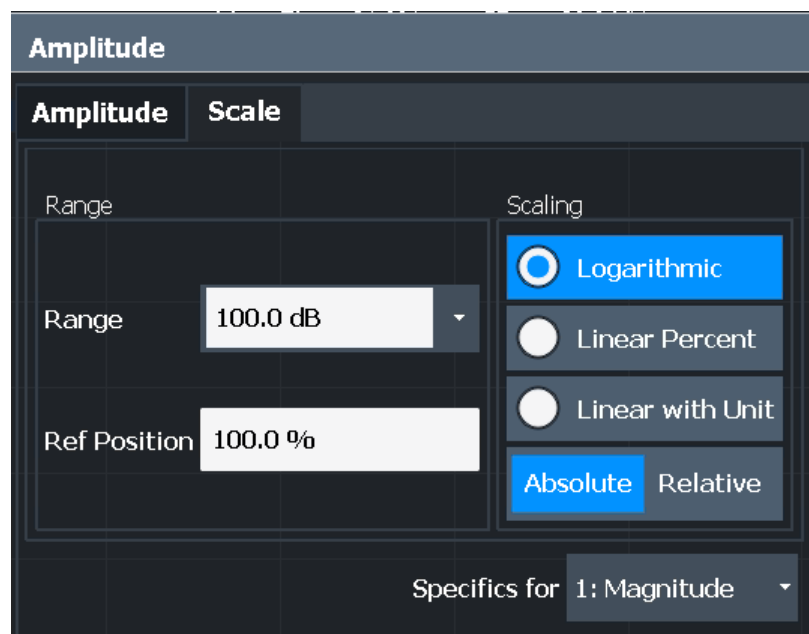 Amplitude
Amplitude Scale
Range
Range 100.0 dB
Ref Position 100.0 %
Scaling
Logarithmic
Linear Percent
Linear with Unit
Absolute Relative
Specifics for 1: Magnitude